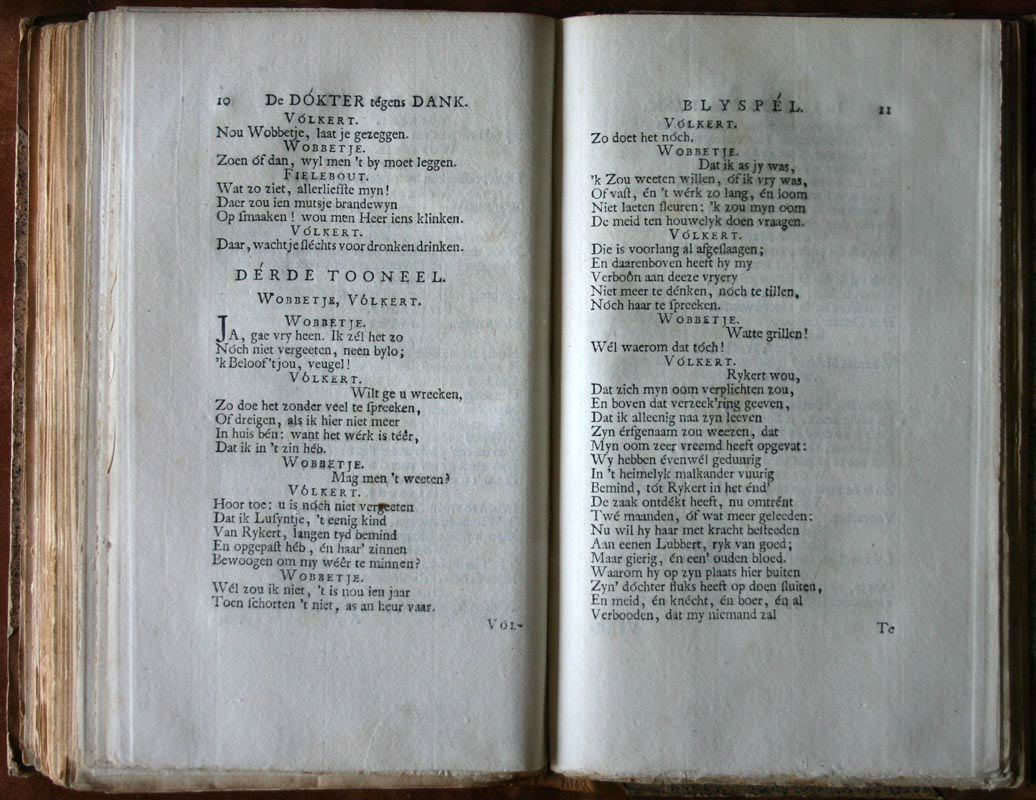 10 De DÓKTER tégens DANK.
VÓLKERT.
Nou Wobbetje, laat je gezeggen.
WOBBETJE.
Zoen óf dan, wyl men 't by moet leggen.
FIELEBOUT.
Wat zo ziet, allerliefſte myn!
Daer zou ien mutsje brandewyn
Op ſmaaken! wou men Heer iens klinken.
VÓLKERT.
Daar, wacht je ſléchts voor dronken drinken.
DÉRDE TOONEEL.
WOBBETJE, VÓLKERT.
WOBBETJE.
JA, gae vry heen. Ik zél het zo
Nóch niet vergeeten, neen bylo;
'k Beloof 't jou, veugel!
VÓLKERT.
Wilt ge u wreeken,
Zo doe het zonder veel te ſpreeken,
Of dreigen, als ik hier niet meer
In huis bén: want het wérk is téêr,
Dat ik in 't zin héb.
WOBBETJE.
Mag men 't weeten?
VÓLKERT.
Hoor toe: u is nóch niet vergeeten
Dat ik Luſyntje, 't eenig kind
Van Rykert, langen tyd bemind
En opgepaſt héb, én haar' zinnen
Bewoogen om my wéêr te minnen?
WOBBETJE.
Wél zou ik niet, 't is nou ien jaar
Toen ſchorten 't niet, as an heur vaar.
VÓL-
BLYSPÉL. 11
VÓLKERT.
Zo doet het nóch.
WOBBETJE.
Dat ik as jy was,
'k Zou weeten willen, óf ik vry was,
Of vaſt, én 't wérk zo lang, én loom
Niet laeten ſleuren: 'k zou myn oom
De meid ten houwelyk doen vraagen.
VÓLKERT.
Die is voorlang al afgeſlaagen;
En daarenboven heeft hy my
Verboôn aan deeze vryery
Niet meer te dénken, nóch te tillen,
Nóch haar te ſpreeken.
WOBBETJE.
Watte grillen!
Wél waerom dat tóch!
VÓLKERT.
Rykert wou,
Dat zich myn oom verplichten zou,
En boven dat verzeek'ring geeven,
Dat ik alleenig naa zyn leeven
Zyn érfgenaam zou weezen, dat
Myn oom zeer vreemd heeft opgevat:
Wy hebben évenwél geduurig
In 't heimelyk malkander vuurig
Bemind, tót Rykert in het énd'
De zaak ontdékt heeft, nu omtrént
Twé maanden, óf wat meer geleeden:
Nu wil hy haar met kracht beſteeden
Aan eenen Lubbert, ryk van goed;
Maar gierig, én een' ouden bloed.
Waarom hy op zyn plaats hier buiten
Zyn' dóchter fluks heeft op doen ſluiten,
En meid, én knécht, én boer, én al
Verbooden, dat my niemand zal
Te